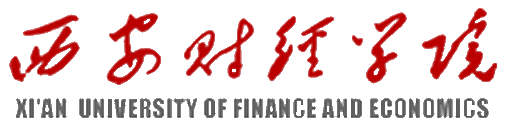 西安财经学院
XI'AN UNIVERSITY OF FINANCE AND ECONOMICS